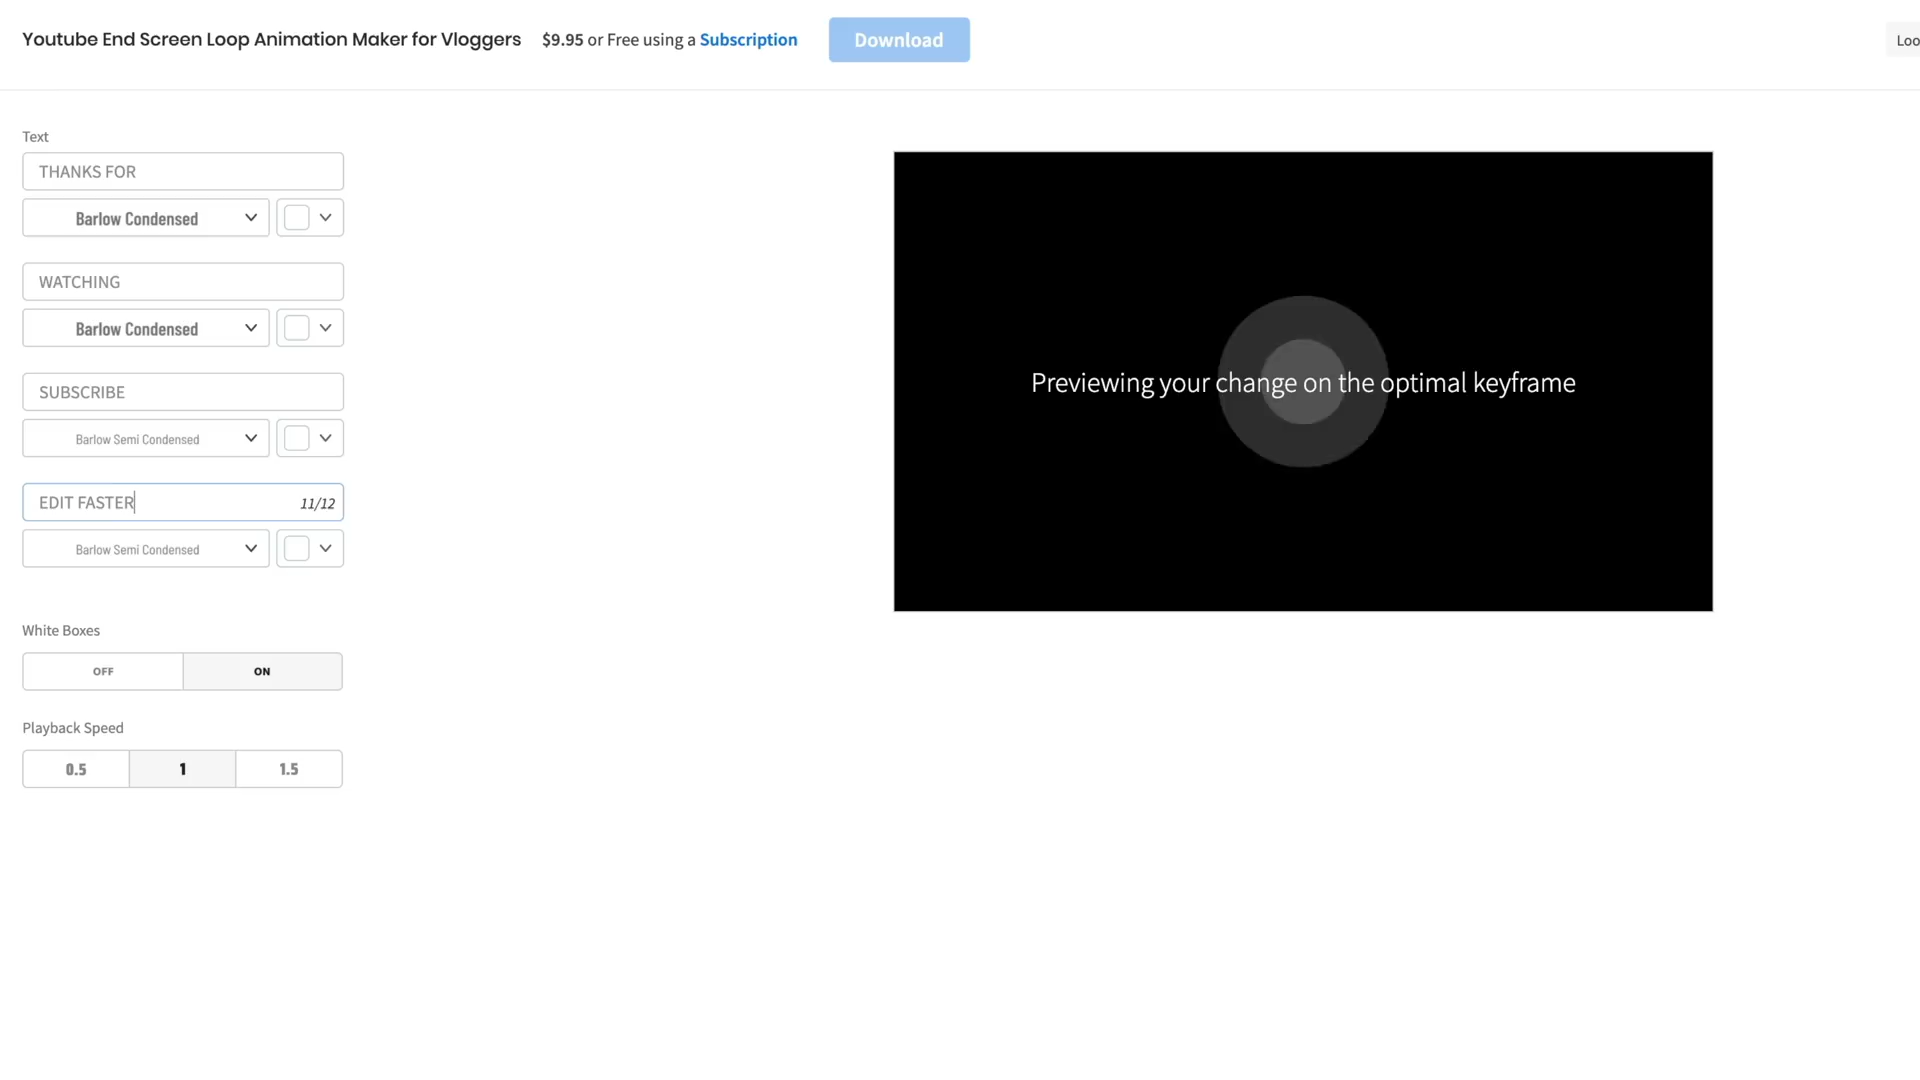 Youtube End Screen Loop Animation Maker for Vloggers $9.95 or Free using a Subscription Download Loo
Text
THANKS FOR
Barlow Condensed
WATCHING
Barlow Condensed
SUBSCRIBE
Barlow Semi Condensed
EDIT FASTER 11/12
Barlow Semi Condensed
White Boxes
OFF ON
Playback Speed
0.5 1 1.5
Previewing your change on the optimal keyframe